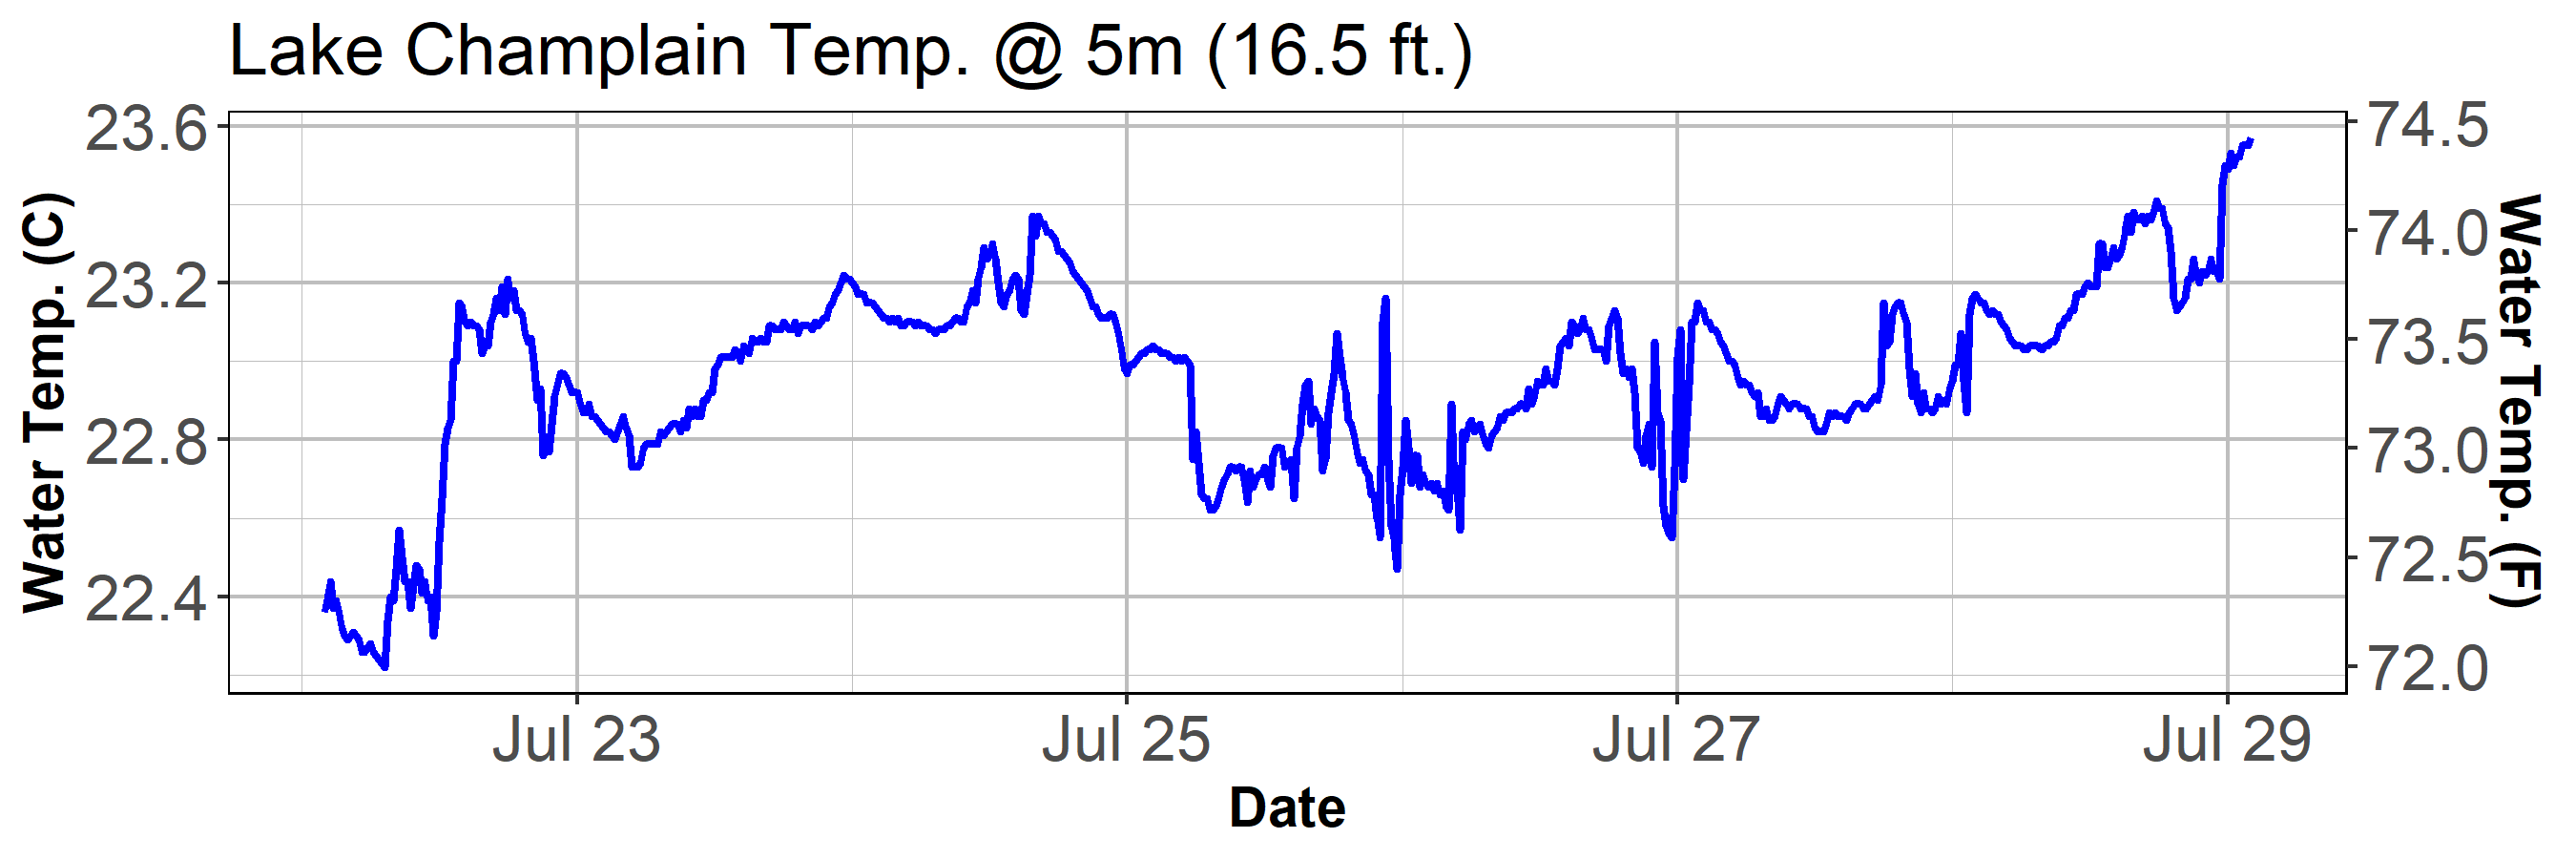 Lake Champlain Temp. @ 5m (16.5 ft.)
Water Temp. (C)
23.6
23.2
22.8
22.4
74.5
74.0
73.5
73.0
72.5
72.0
Water Temp. (F)
Jul 23
Jul 25
Jul 27
Jul 29
Date